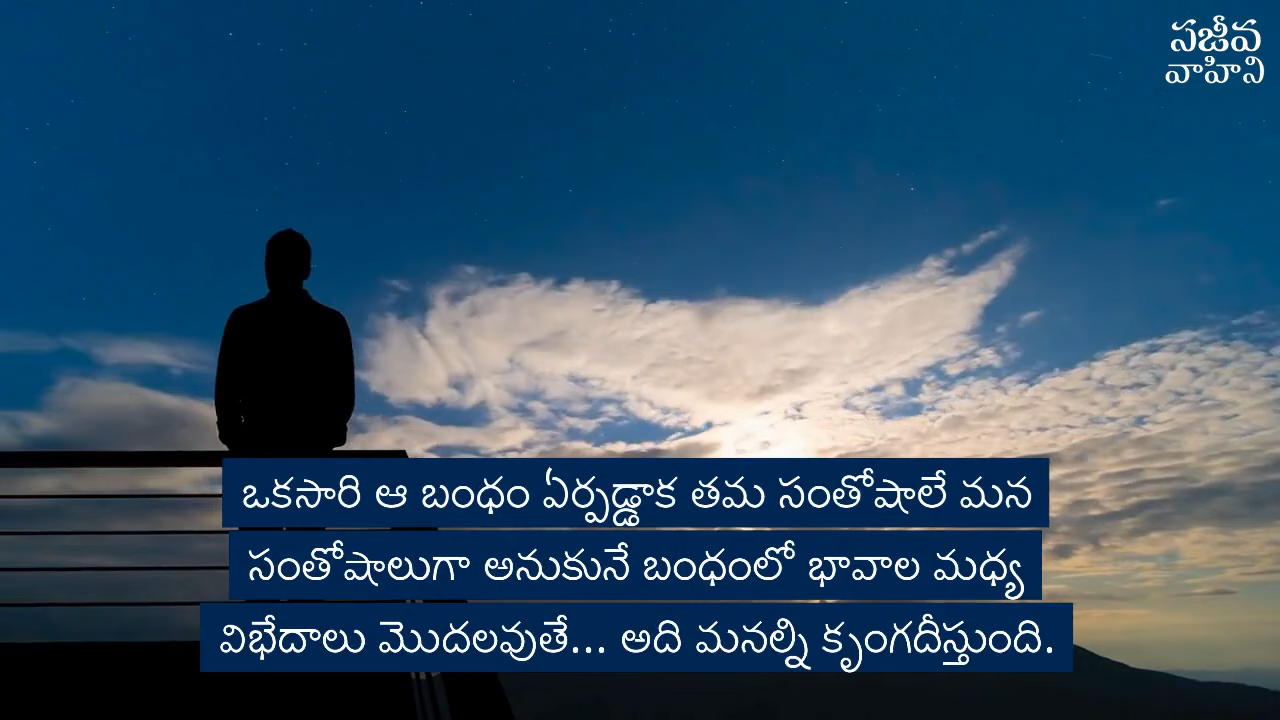 సజీవ
వాహిని
ఒకసారి ఆ బంధం ఏర్పడ్డాక తమ సంతోషాలే మన
సంతోషాలుగా అనుకునే బంధంలో భావాల మధ్య
విభేదాలు మొదలవుతే... అది మనల్ని కృంగదీస్తుంది.